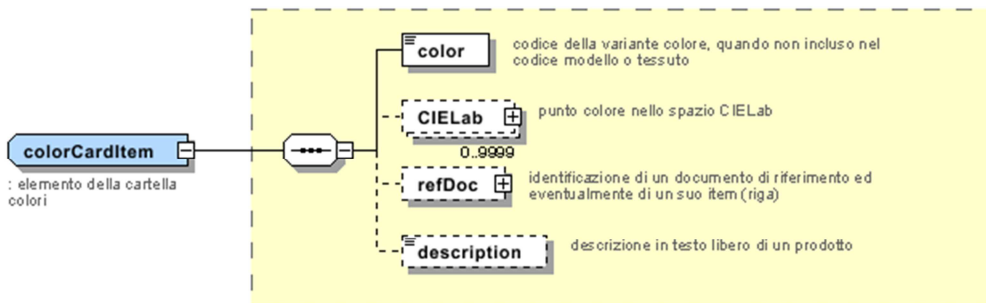 color
codice della variante colore, quando non incluso nel
codice modello o tessuto
CIELab
punto colore nello spazio CIELab
0..9999
colorCardItem
: elemento della cartella
colori
refDoc
identificazione di un documento di riferimento ed
eventualmente di un suo item (riga)
description
descrizione in testo libero di un prodotto